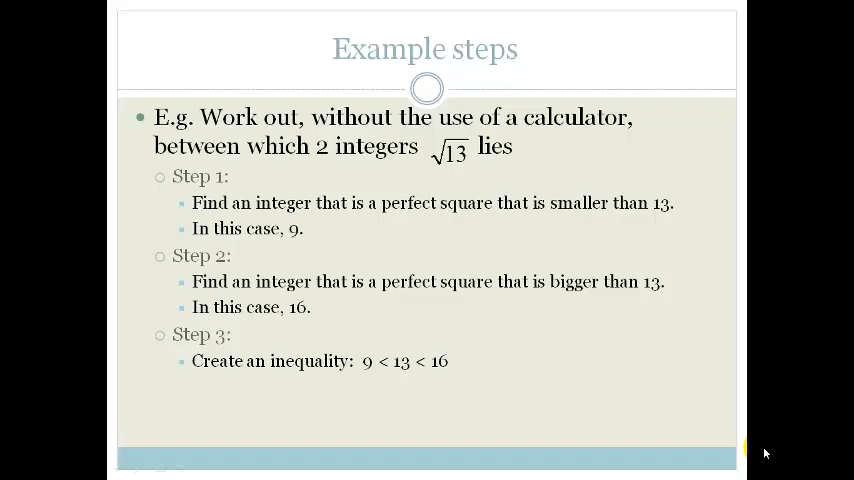 Example steps
E.g. Work out, without the use of a calculator,
between which 2 integers √13 lies
Step 1:
Find an integer that is a perfect square that is smaller than 13.
In this case, 9.
Step 2:
Find an integer that is a perfect square that is bigger than 13.
In this case, 16.
Step 3:
Create an inequality: 9 < 13 < 16